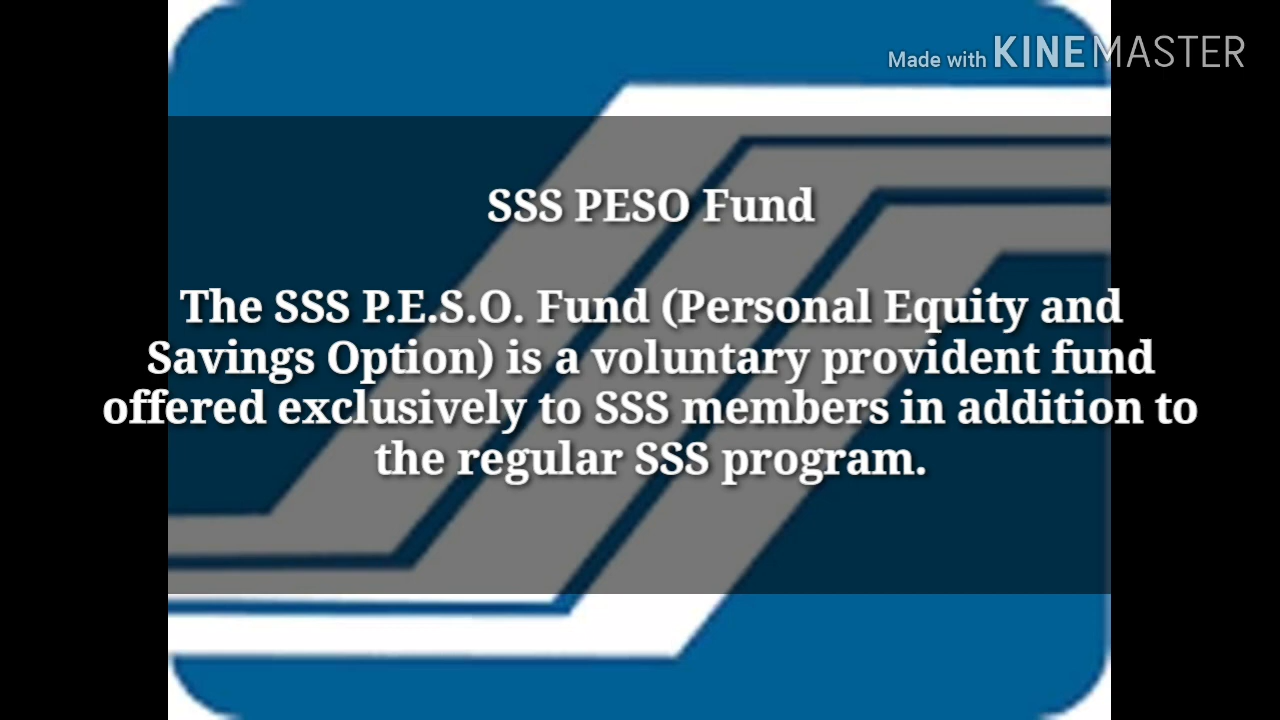 Made with KINEMASTER
SSS PESO Fund
The SSS P.E.S.O. Fund (Personal Equity and
Savings Option) is a voluntary provident fund
offered exclusively to SSS members in addition to
the regular SSS program.